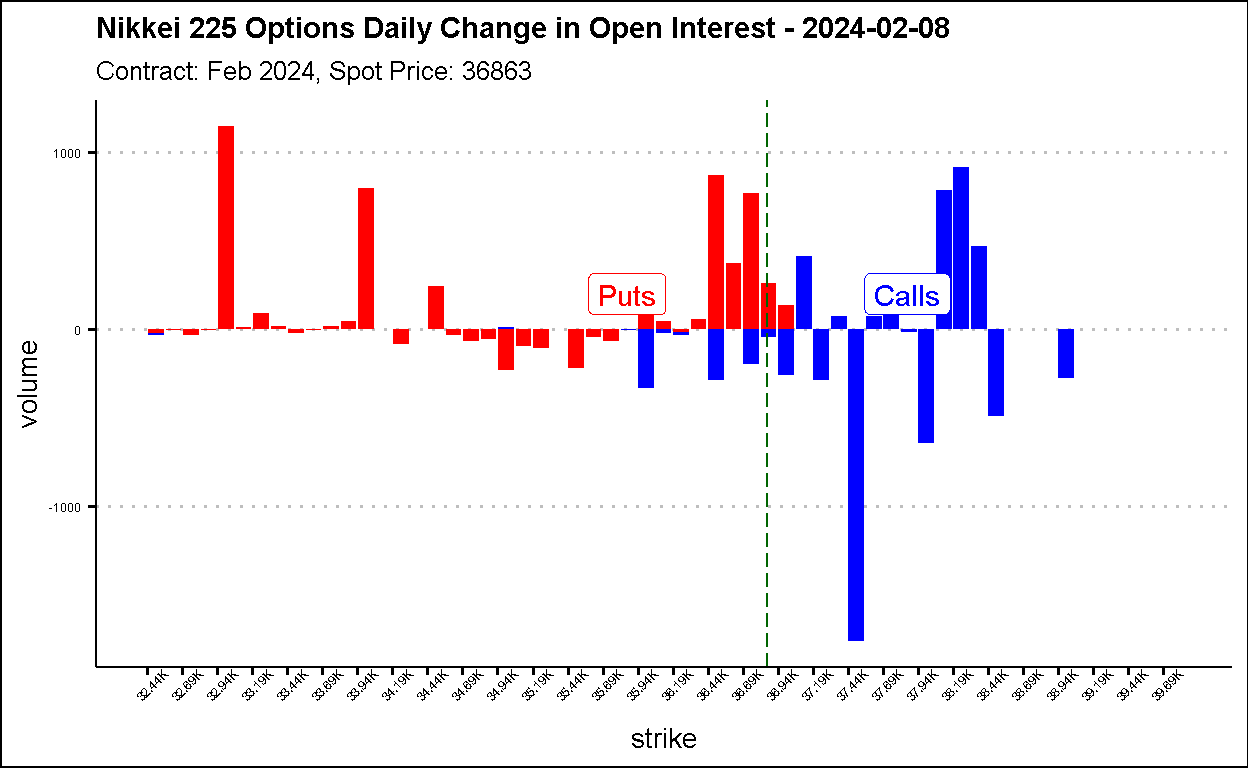 Nikkei 225 Options Daily Change in Open Interest - 2024-02-08
Contract: Feb 2024, Spot Price: 36863
1000
0
-1000
volume
Puts
Calls
32.44K 32.69K 32.94K 33.19K 33.44K 33.69K 33.94K 34.19K 34.44K 34.69K 34.94K 35.19K 35.44K 35.69K 35.94K 36.19K 36.44K 36.69K 36.94K 37.19K 37.44K 37.69K 37.94K 38.19K 38.44K 38.69K 38.94K 39.19K 39.44K 39.69K
strike